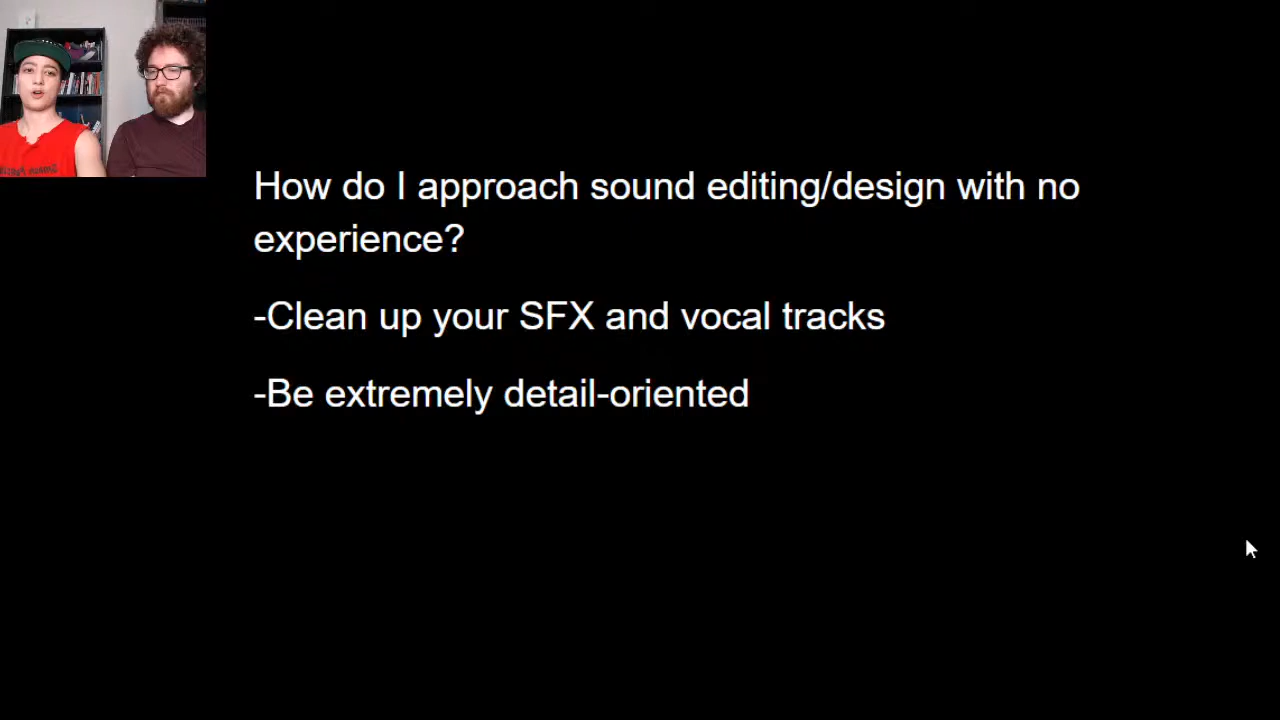 How do I approach sound editing/design with no
experience?
-Clean up your SFX and vocal tracks
-Be extremely detail-oriented